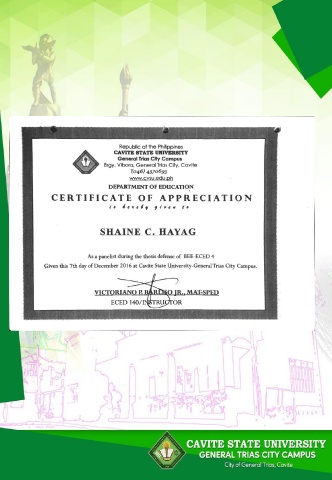 Republic of the Philippines
CAVITE STATE UNIVERSITY
General Trias City Campus
Brgy. Vibora, General Trias City, Cavite
www.cvsu.edu.ph
DEPARTMENT OF EDUCATION
CERTIFICATE OF APPRECIATION
is hereby given to
SHAINE C. HAYAG
As a panelist during the thesis defense of BEE-ECED 4
Given this 7th day of December 2016 at Cavite State University-General Trias City Campus.
VICTORIANO P. JR., MAT-SPED
ECED 140/INSTRUCTOR
CAVITE STATE UNIVERSITY
GENERAL TRIAS CITY CAMPUS
City of General Trias, Cavite